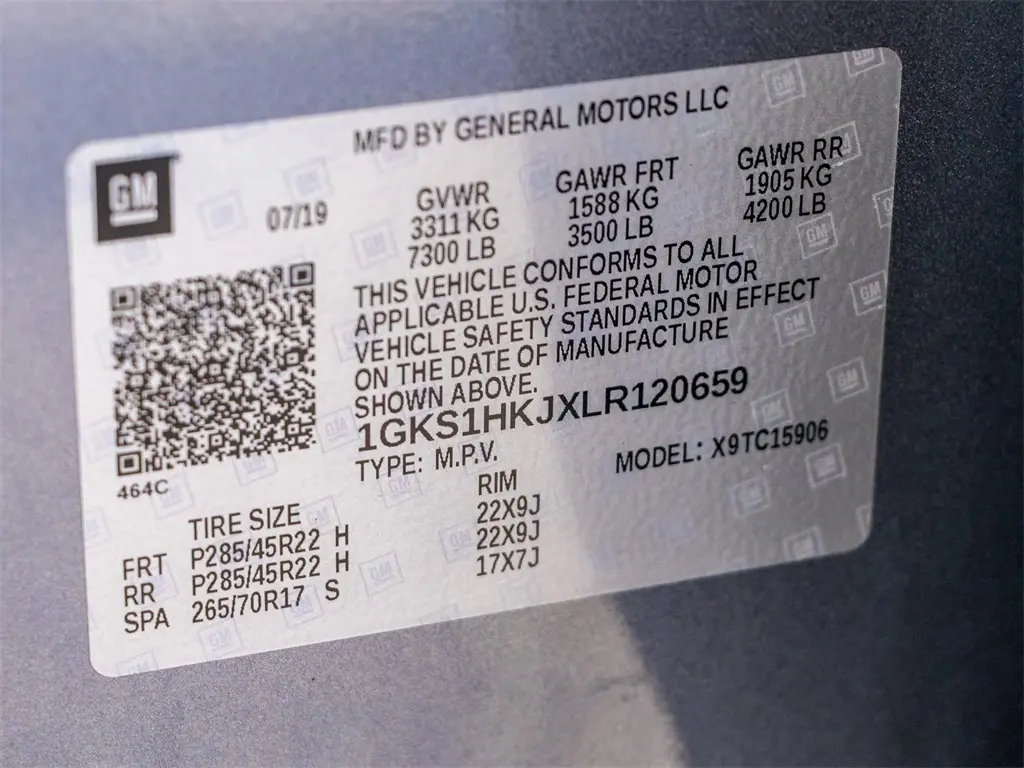 MFD BY GENERAL MOTORS LLC
GM
07/19
GVWR
3311 KG
7300 LB
GAWR FRT
1588 KG
3500 LB
GAWR RR
1905 KG
4200 LB
THIS VEHICLE CONFORMS TO ALL
APPLICABLE U.S. FEDERAL MOTOR
VEHICLE SAFETY STANDARDS IN EFFECT
ON THE DATE OF MANUFACTURE
SHOWN ABOVE.
1GKS1HKJXLR120659
TYPE: M.P.V. MODEL: X9TC15906
464C
TIRE SIZE RIM
FRT P285/45R22 H 22X9J
RR P285/45R22 H 22X9J
SPA 265/70R17 S 17X7J